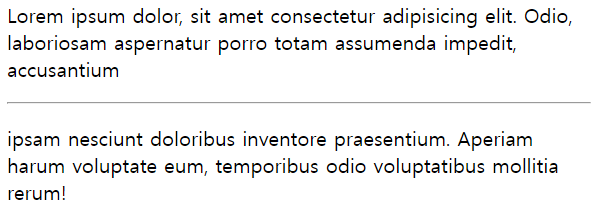 Lorem ipsum dolor, sit amet consectetur adipisicing elit. Odio,
laboriosam aspernatur porro totam assumenda impedit,
accusantium
ipsam nesciunt doloribus inventore praesentium. Aperiam
harum voluptate eum, temporibus odio voluptatibus mollitia
rerum!